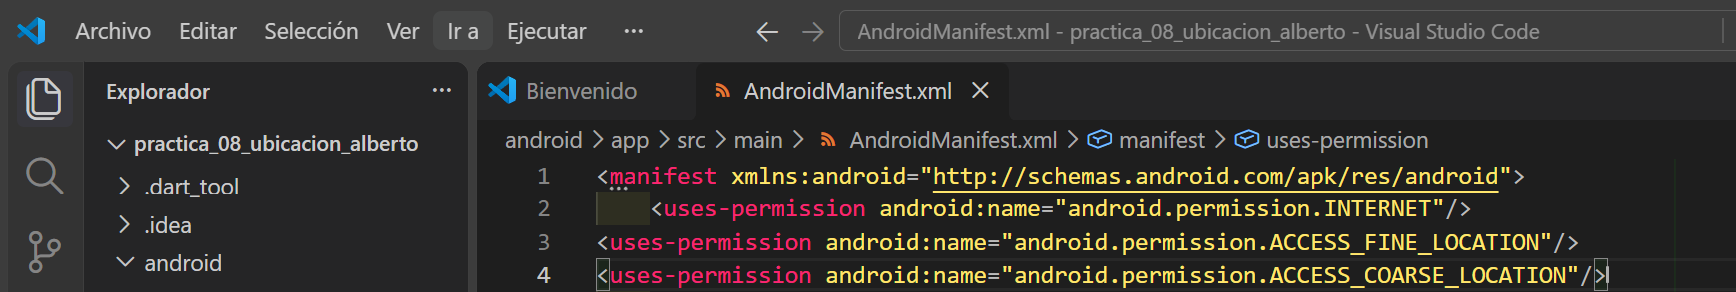 Archivo Editar Selección Ver Ir a Ejecutar ··· AndroidManifest.xml - practica_08_ubicacion_alberto - Visual Studio Code
Explorador ···
Bienvenido AndroidManifest.xml
practica_08_ubicacion_alberto
.dart_tool
.idea
android
android > app > src > main > AndroidManifest.xml > manifest > uses-permission
1 <manifest xmlns:android="http://schemas.android.com/apk/res/android">
2 <uses-permission android:name="android.permission.INTERNET"/>
3 <uses-permission android:name="android.permission.ACCESS_FINE_LOCATION"/>
4 <uses-permission android:name="android.permission.ACCESS_COARSE_LOCATION"/>